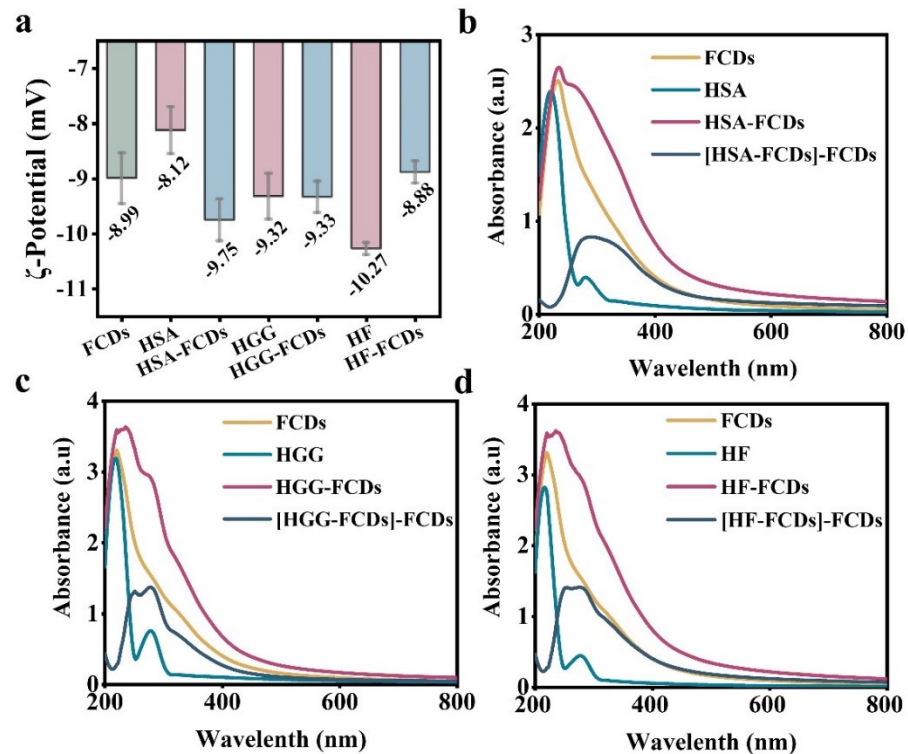 a
ζ-Potential (mV)
-7
-8
-9
-10
-11
-8.99
-8.12
-9.75
-9.32
-9.33
-10.27
-8.88
FCDs
HSA
HSA-FCDs
HGG
HGG-FCDs
HF
HF-FCDs
b
Absorbance (a.u)
3
2
1
0
FCDs
HSA
HSA-FCDs
[HSA-FCDs]-FCDs
200 400 600 800
Wavelenth (nm)
c
Absorbance (a.u)
4
3
2
1
0
FCDs
HGG
HGG-FCDs
[HGG-FCDs]-FCDs
200 400 600 800
Wavelenth (nm)
d
Absorbance (a.u)
4
3
2
1
0
FCDs
HF
HF-FCDs
[HF-FCDs]-FCDs
200 400 600 800
Wavelenth (nm)